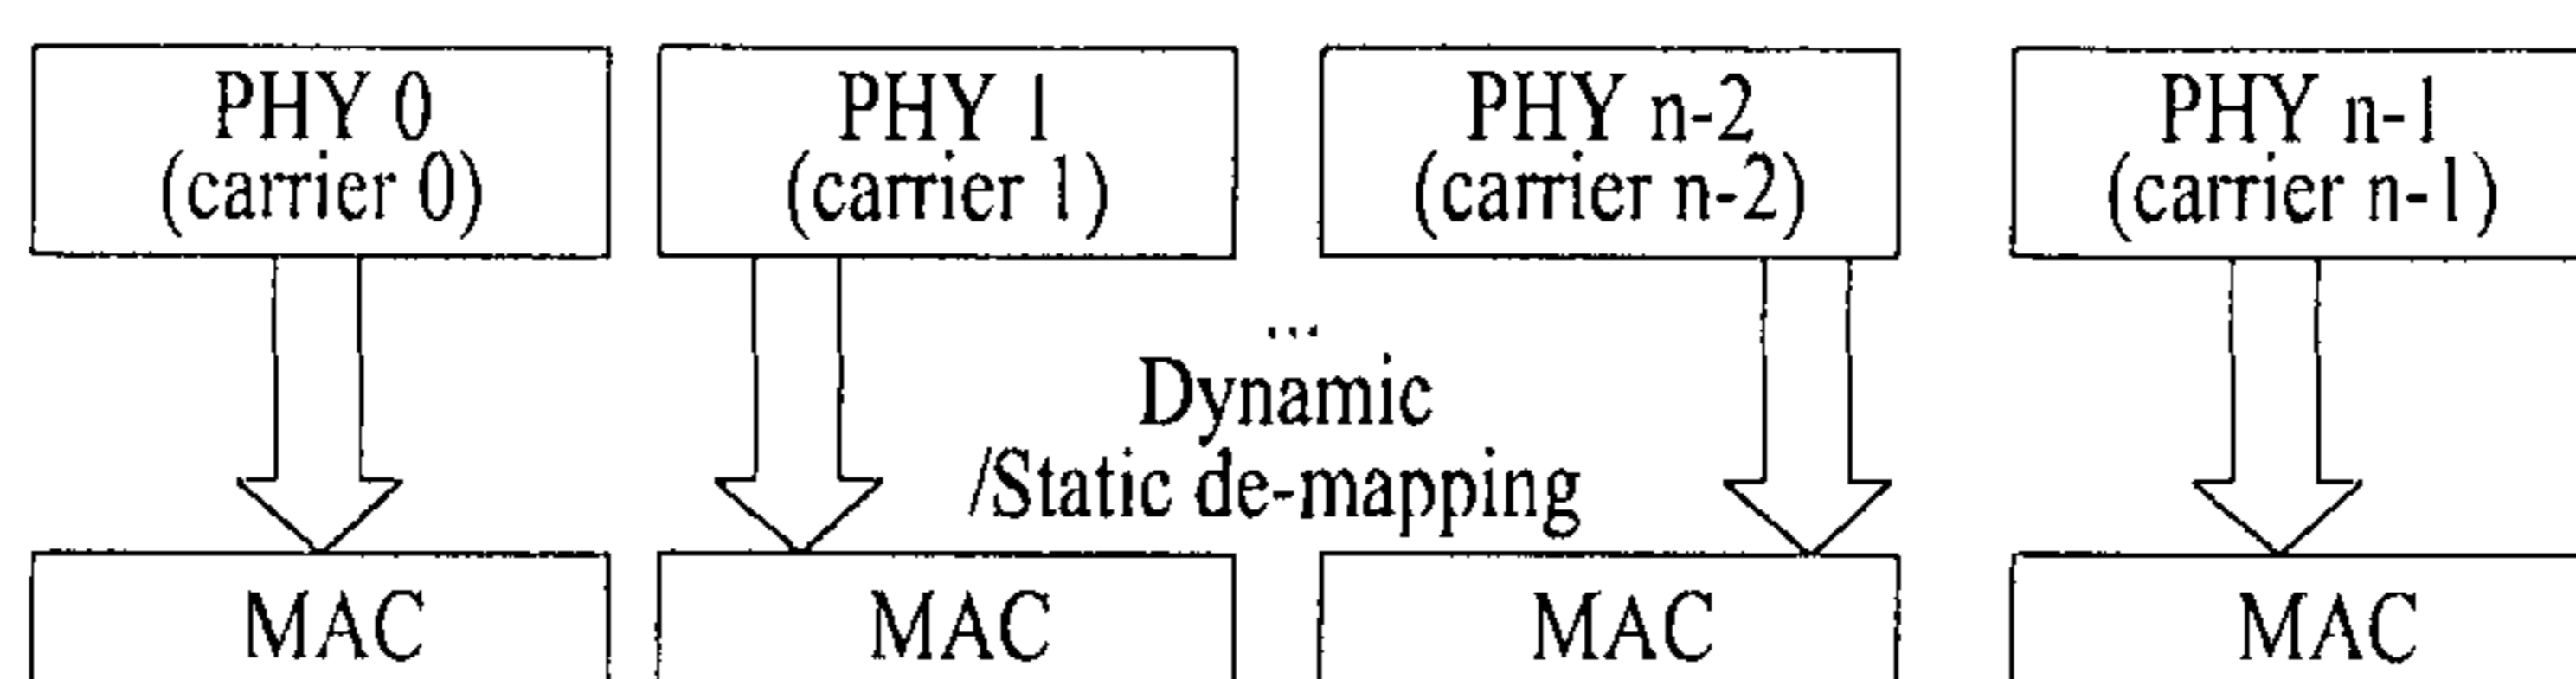 PHY 0
(carrier 0)
PHY 1
(carrier 1)
PHY n-2
(carrier n-2)
PHY n-1
(carrier n-1)
...
Dynamic
/Static de-mapping
MAC
MAC
MAC
MAC